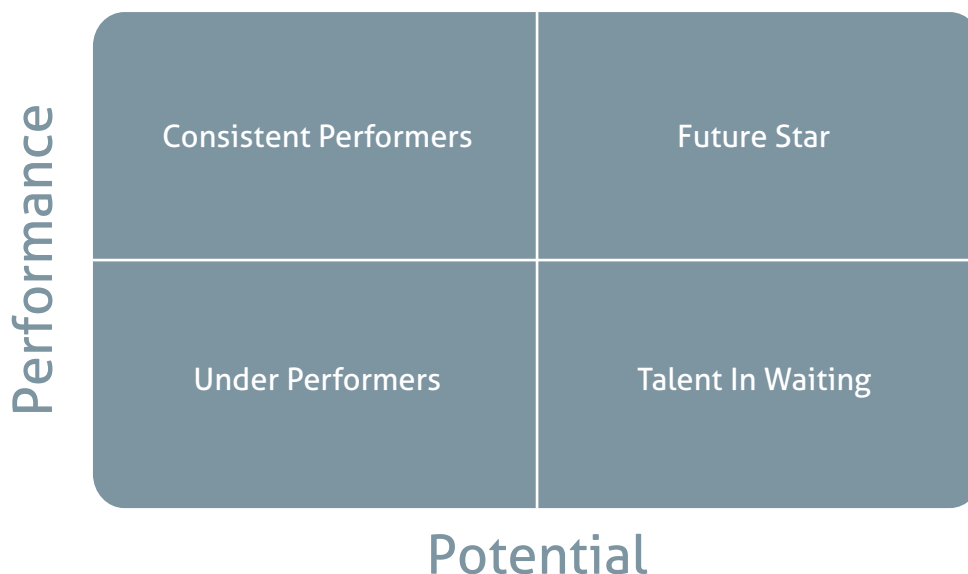 Performance
Consistent Performers
Future Star
Under Performers
Talent In Waiting
Potential